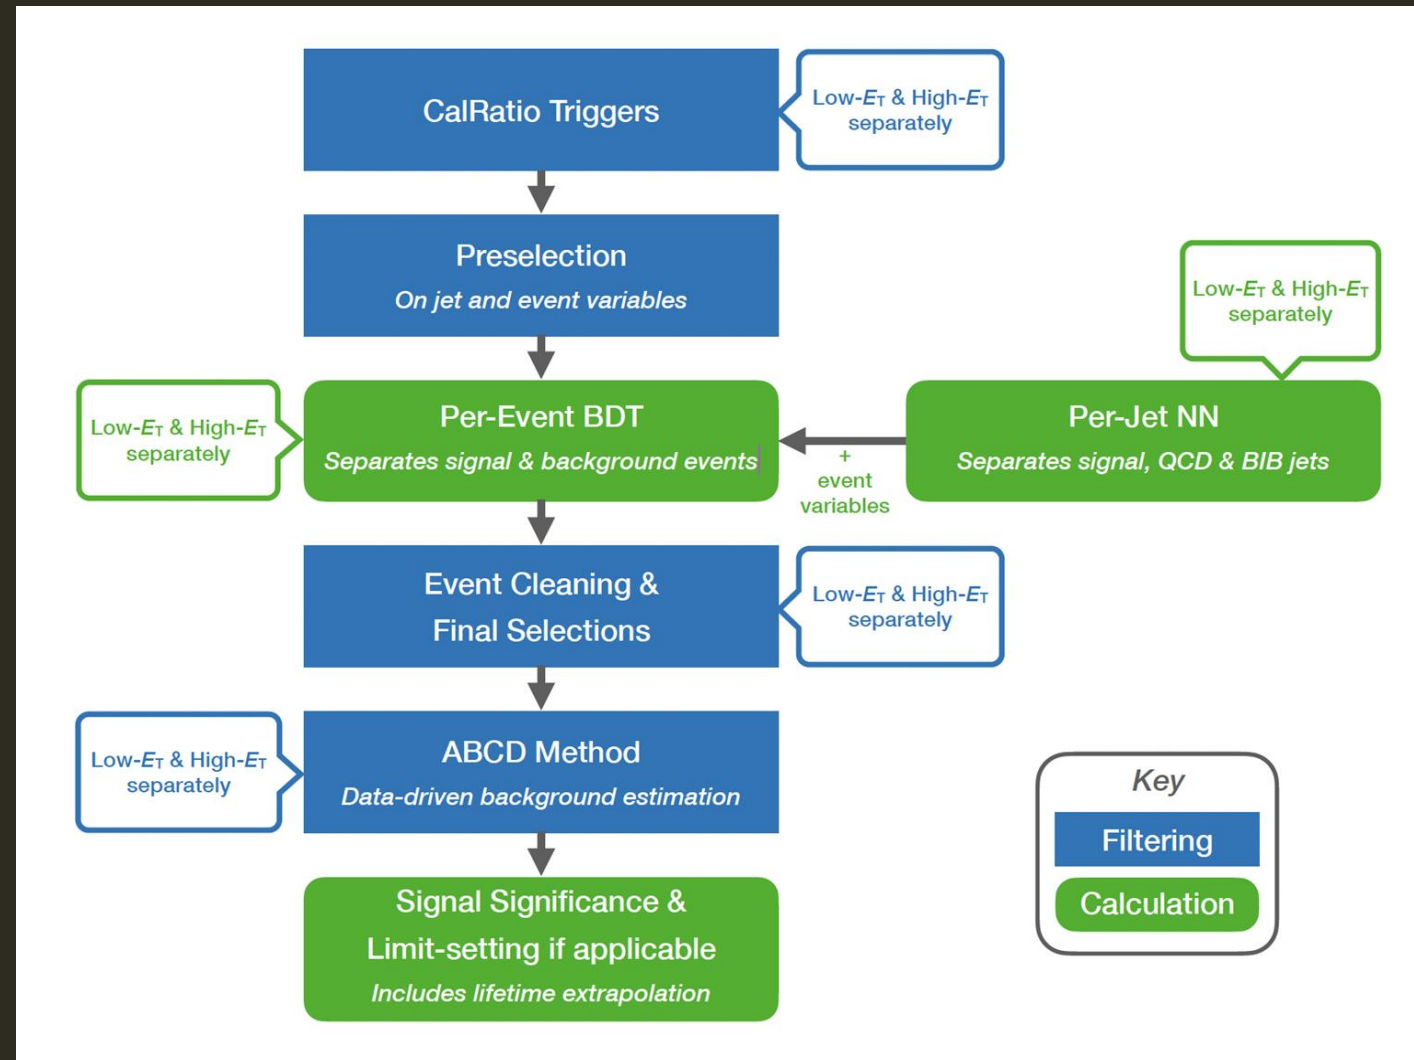 CalRatio Triggers
Low-ET & High-ET
separately
Preselection
On jet and event variables
Low-ET & High-ET
separately
Low-ET & High-ET
separately
Per-Event BDT
Separates signal & background events
+
event
variables
Per-Jet NN
Separates signal, QCD & BIB jets
Event Cleaning &
Final Selections
Low-ET & High-ET
separately
Low-ET & High-ET
separately
ABCD Method
Data-driven background estimation
Signal Significance &
Limit-setting if applicable
Includes lifetime extrapolation
Key
Filtering
Calculation